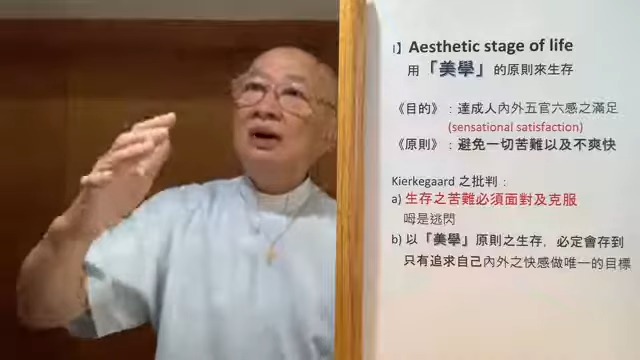 I】Aesthetic stage of life
用「美學」的原則來生存
《目的》：達成人內外五官六感之滿足
(sensational satisfaction)
《原則》：避免一切苦難以及不爽快
Kierkegaard 之批判：
a) 生存之苦難必須面對及克服
呣是逃閃
b) 以「美學」原則之生存，必定會存到
只有追求自己內外之快感做唯一的目標